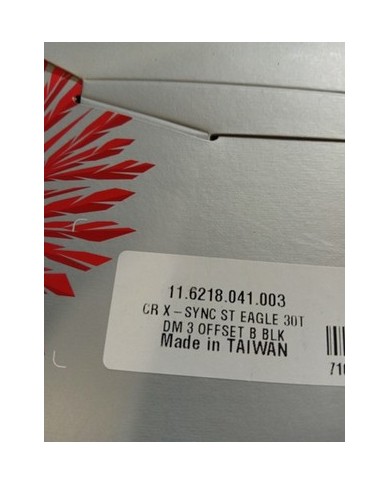 11.6218.041.003
CR X-SYNC ST EAGLE 30T
DM 3 OFFSET B BLK
Made in TAIWAN